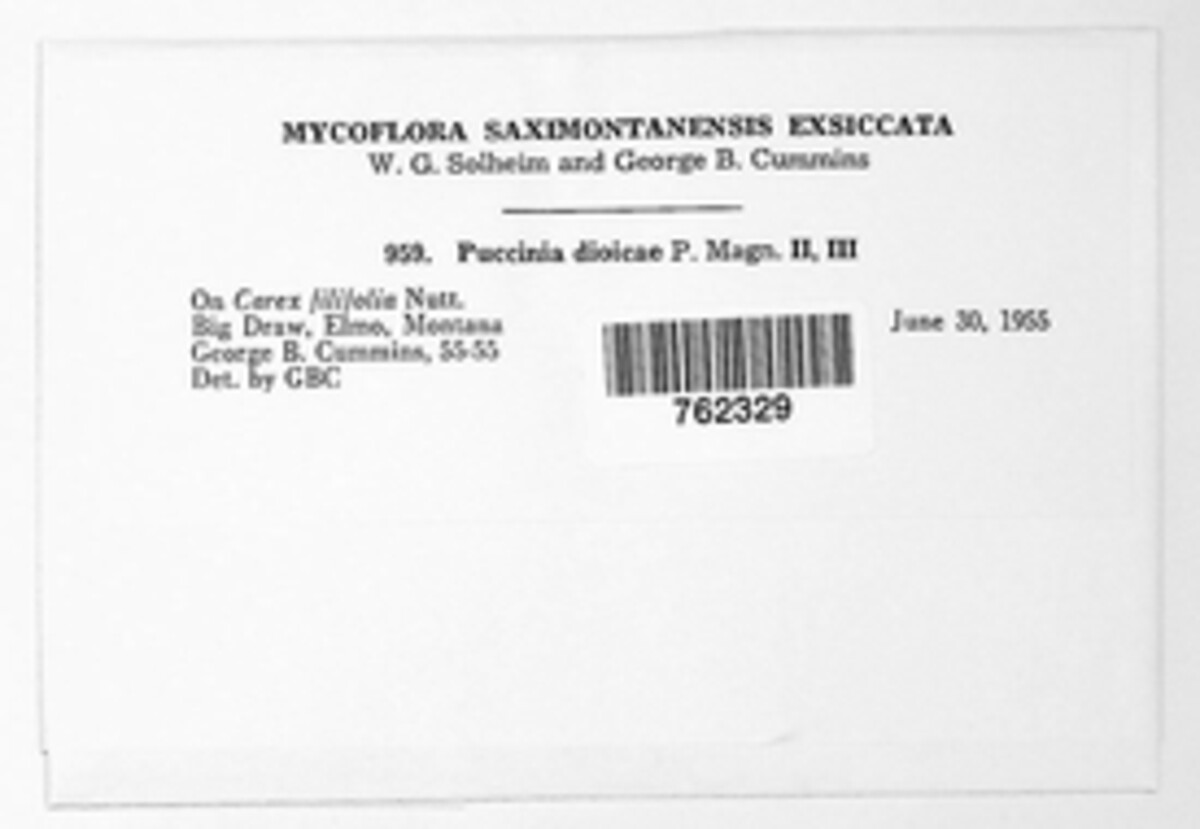 MYCOFLORA SAXIMONTANENSIS EXSICCATA
W. G. Solheim and George B. Cummins
959. Puccinia dioicae P. Magn. II, III
On Carex filifolia Nutt.
Big Draw, Elmo, Montana
George B. Cummins, 55-55
Det. by GBC
June 30, 1955
762329